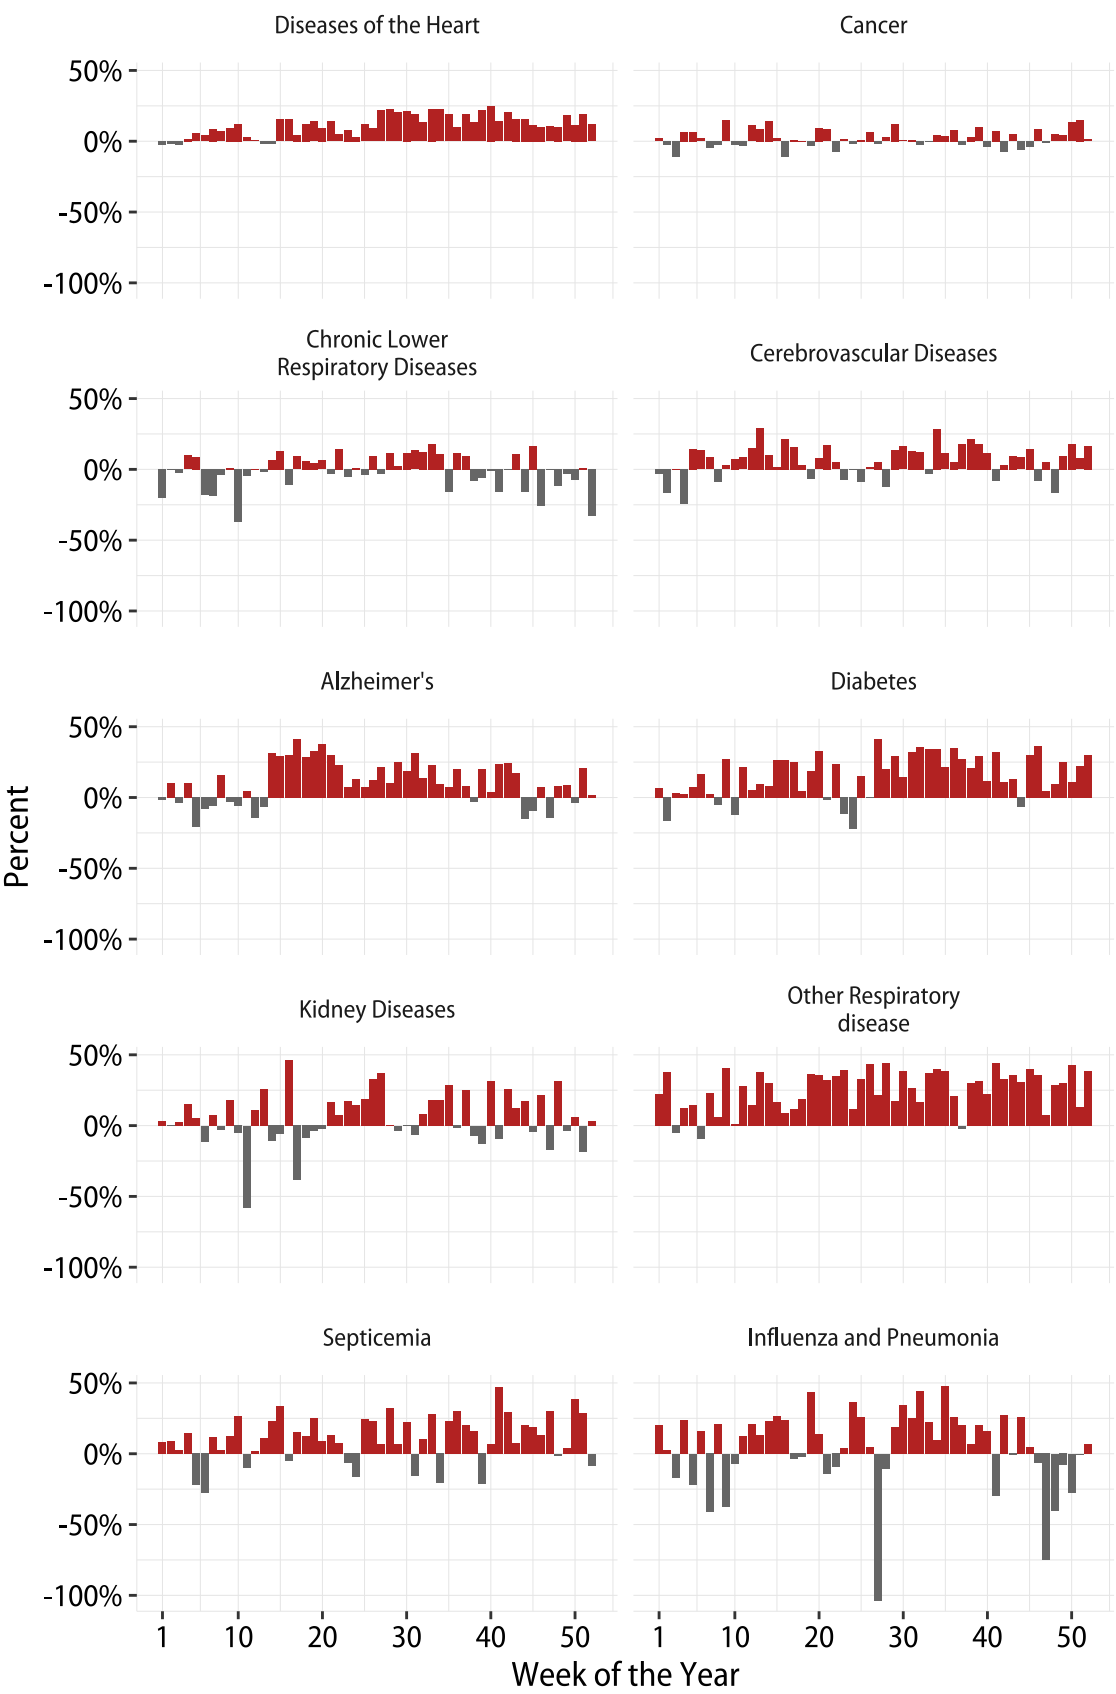 Diseases of the Heart
Cancer
50%
0%
-50%
-100%
Chronic Lower
Respiratory Diseases
Cerebrovascular Diseases
50%
0%
-50%
-100%
Alzheimer's
Diabetes
50%
0%
-50%
-100%
Percent
Kidney Diseases
Other Respiratory
disease
50%
0%
-50%
-100%
Septicemia
Influenza and Pneumonia
50%
0%
-50%
-100%
1 10 20 30 40 50
1 10 20 30 40 50
Week of the Year